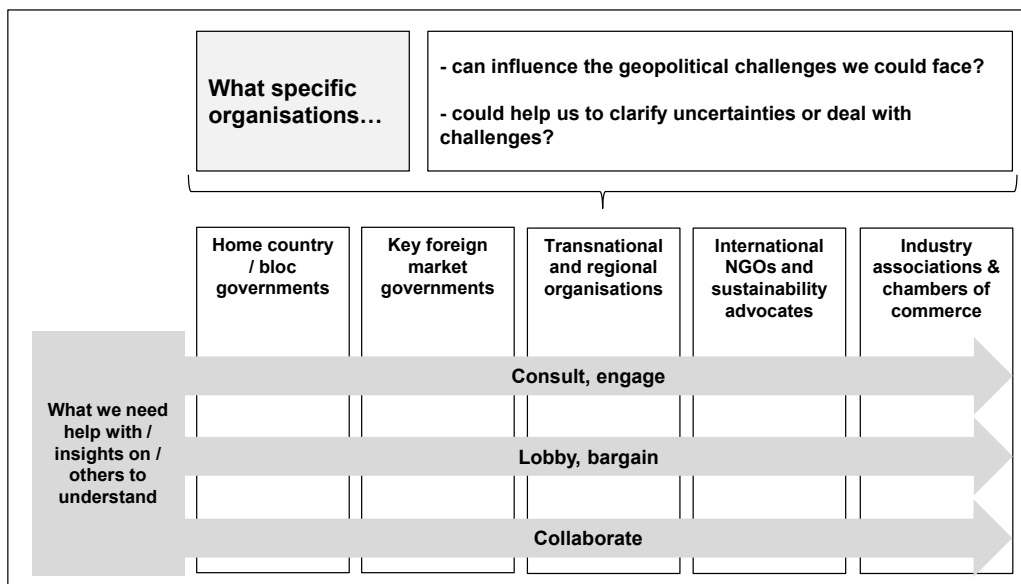 What specific
organisations…
- can influence the geopolitical challenges we could face?
- could help us to clarify uncertainties or deal with
challenges?
Home country
/ bloc
governments
Key foreign
market
governments
Transnational
and regional
organisations
International
NGOs and
sustainability
advocates
Industry
associations &
chambers of
commerce
What we need
help with /
insights on /
others to
understand
Consult, engage
Lobby, bargain
Collaborate